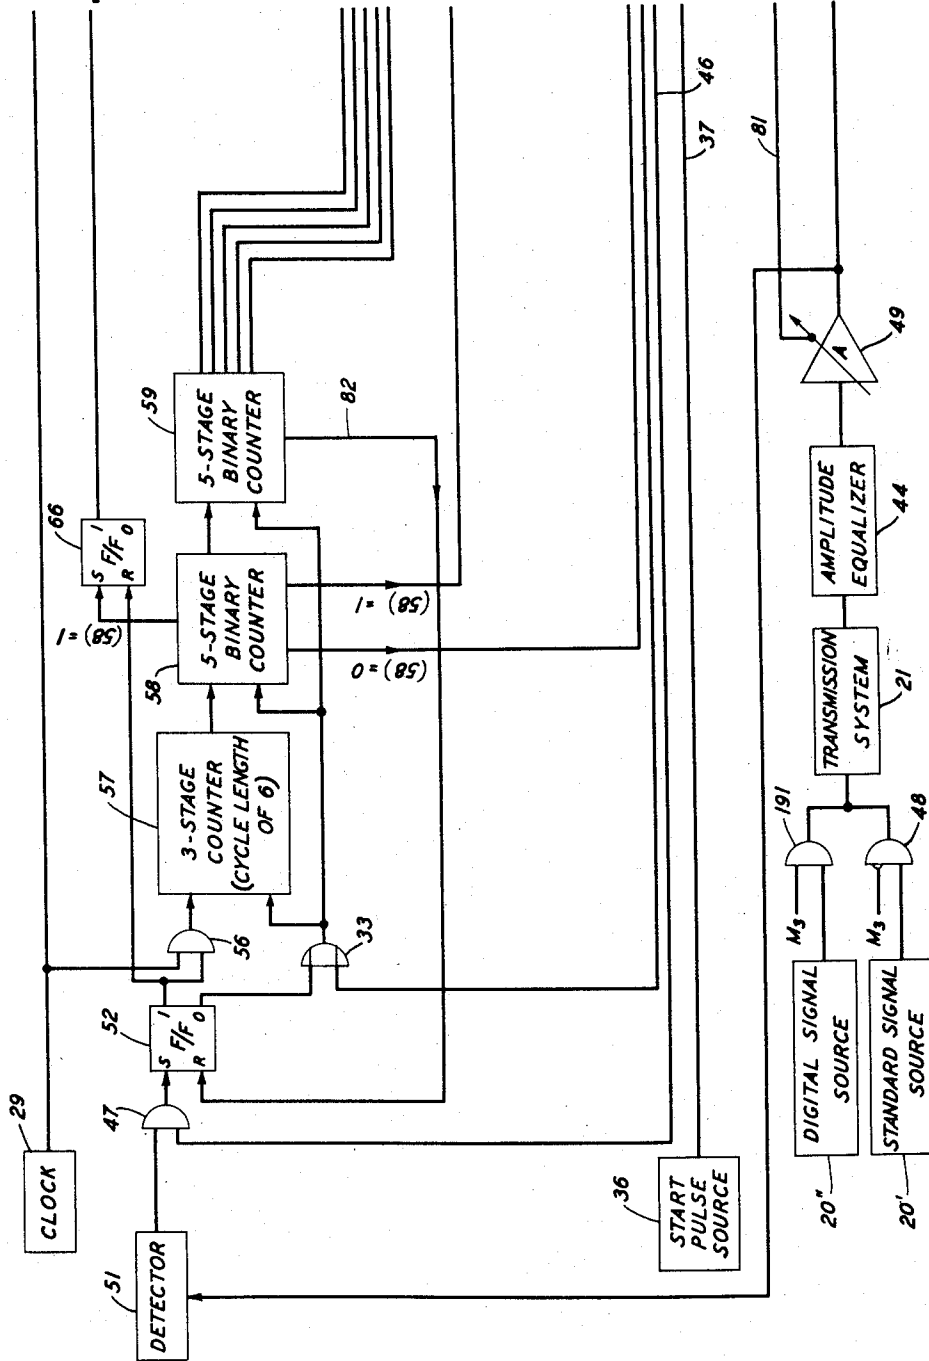 29
CLOCK
51
DETECTOR
47
52
S
R
F/F
1
0
56
33
57
3-STAGE
COUNTER
(CYCLE LENGTH
OF 6)
58
5-STAGE
BINARY
COUNTER
(58)=1
(58)=0
(58)=1
66
S
R
F/F
1
0
59
5-STAGE
BINARY
COUNTER
82
36
START
PULSE
SOURCE
46
37
81
20"
DIGITAL SIGNAL
SOURCE
20'
STANDARD SIGNAL
SOURCE
M3
M3
191
48
TRANSMISSION
SYSTEM
21
AMPLITUDE
EQUALIZER
44
A
49